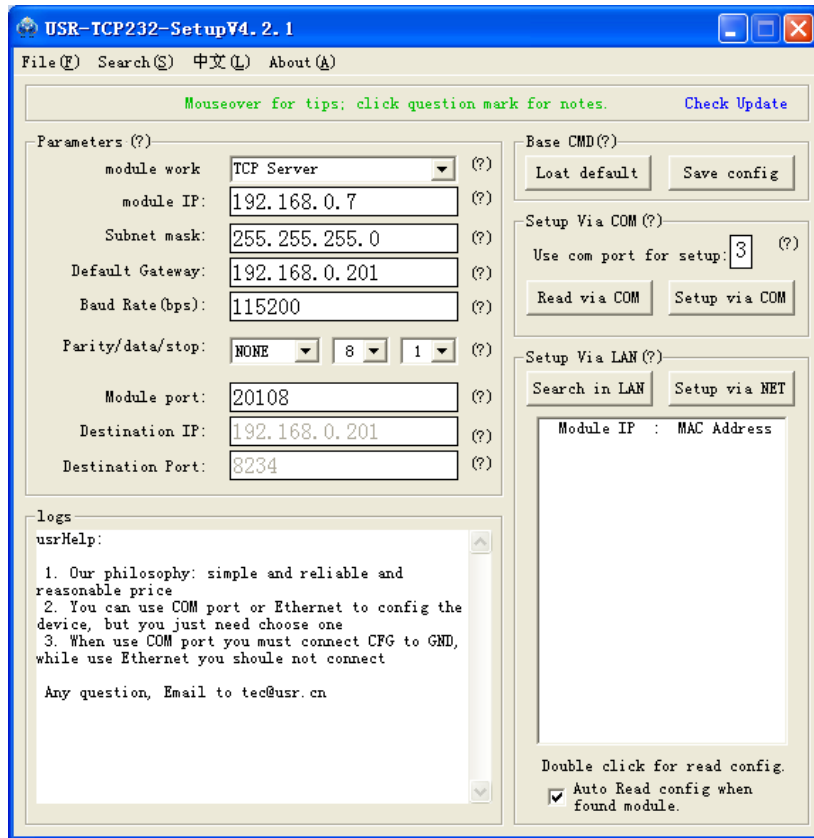 USR-TCP232-SetupV4.2.1
File(F) Search(S) 中文(L) About(A)
Mouseover for tips; click question mark for notes. Check Update
Parameters (?)
module work TCP Server (?)
module IP: 192.168.0.7 (?)
Subnet mask: 255.255.255.0 (?)
Default Gateway: 192.168.0.201 (?)
Baud Rate(bps): 115200 (?)
Parity/data/stop: NONE 8 1 (?)
Module port: 20108 (?)
Destination IP: 192.168.0.201 (?)
Destination Port: 8234 (?)
logs
usrHelp:
1. Our philosophy: simple and reliable and
reasonable price
2. You can use COM port or Ethernet to config the
device, but you just need choose one
3. When use COM port you must connect CFG to GND,
while use Ethernet you shoule not connect
Any question, Email to tec@usr.cn
Base CMD(?)
Loat default Save config
Setup Via COM(?)
Use com port for setup: 3 (?)
Read via COM Setup via COM
Setup Via LAN(?)
Search in LAN Setup via NET
Module IP : MAC Address
Double click for read config.
Auto Read config when
found module.